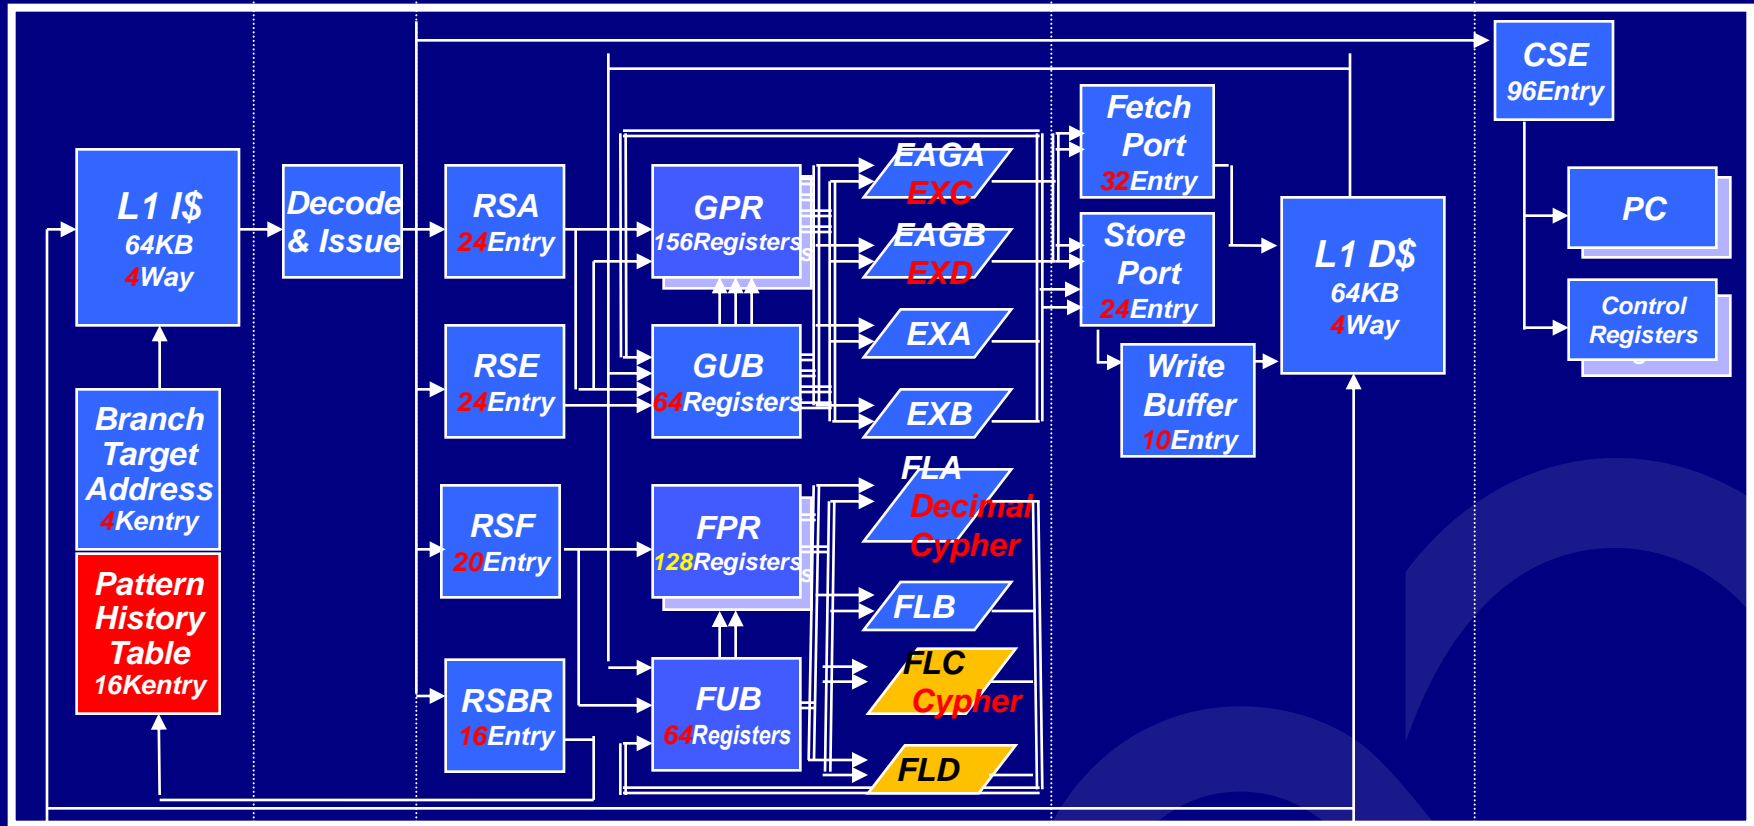 L1 I$
64KB
4Way
Branch
Target
Address
4Kentry
Pattern
History
Table
16Kentry
Decode
& Issue
RSA
24Entry
RSE
24Entry
RSF
20Entry
RSBR
16Entry
GPR
156Registers
GUB
64Registers
FPR
128Registers
FUB
64Registers
EAGA
EXC
EAGB
EXD
EXA
EXB
FLA
Decimal
Cypher
FLB
FLC
Cypher
FLD
Fetch
Port
32Entry
Store
Port
24Entry
Write
Buffer
10Entry
L1 D$
64KB
4Way
CSE
96Entry
PC
Control
Registers